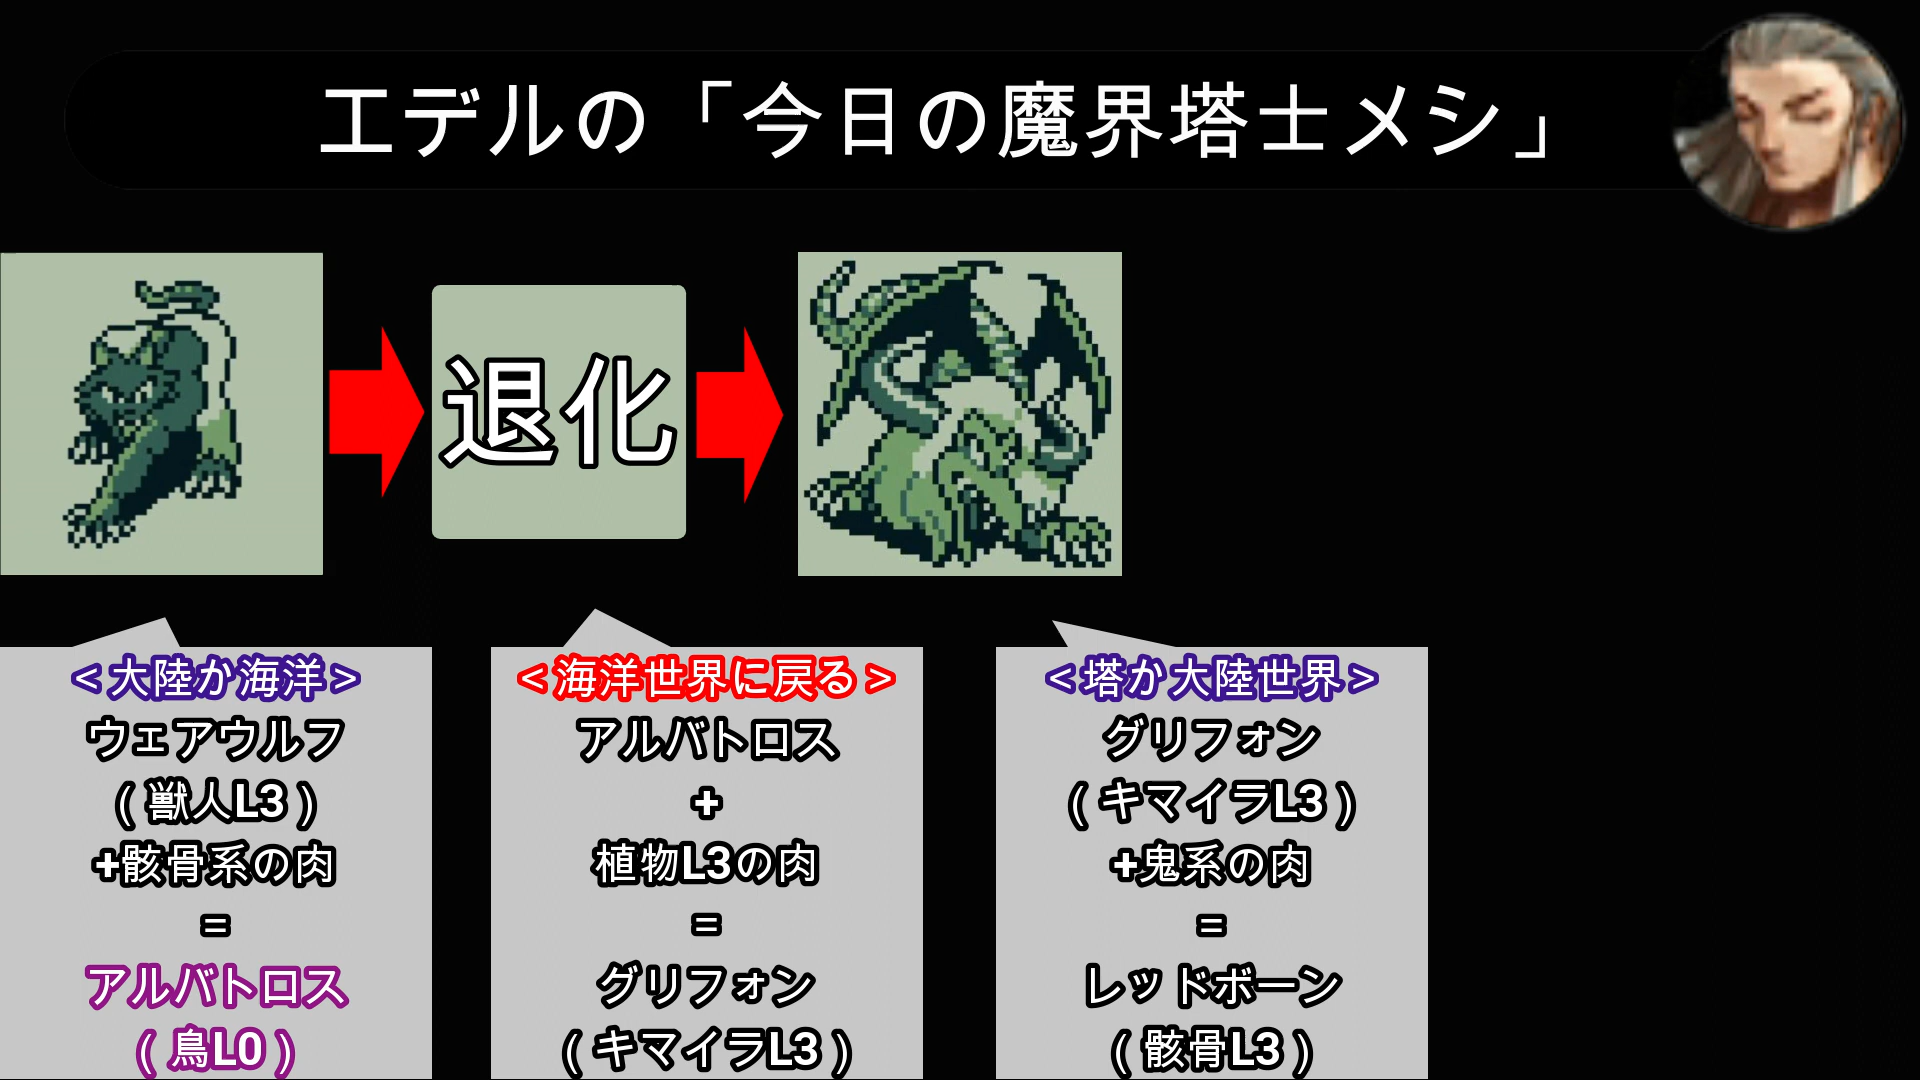 エデルの「今日の魔界塔士メシ」
退化
＜大陸か海洋＞
ウェアウルフ
（獣人L3）
+骸骨系の肉
=
アルバトロス
（鳥L0）
＜海洋世界に戻る＞
アルバトロス
+
植物L3の肉
=
グリフォン
（キマイラL3）
＜塔か大陸世界＞
グリフォン
（キマイラL3）
+鬼系の肉
=
レッドボーン
（骸骨L3）